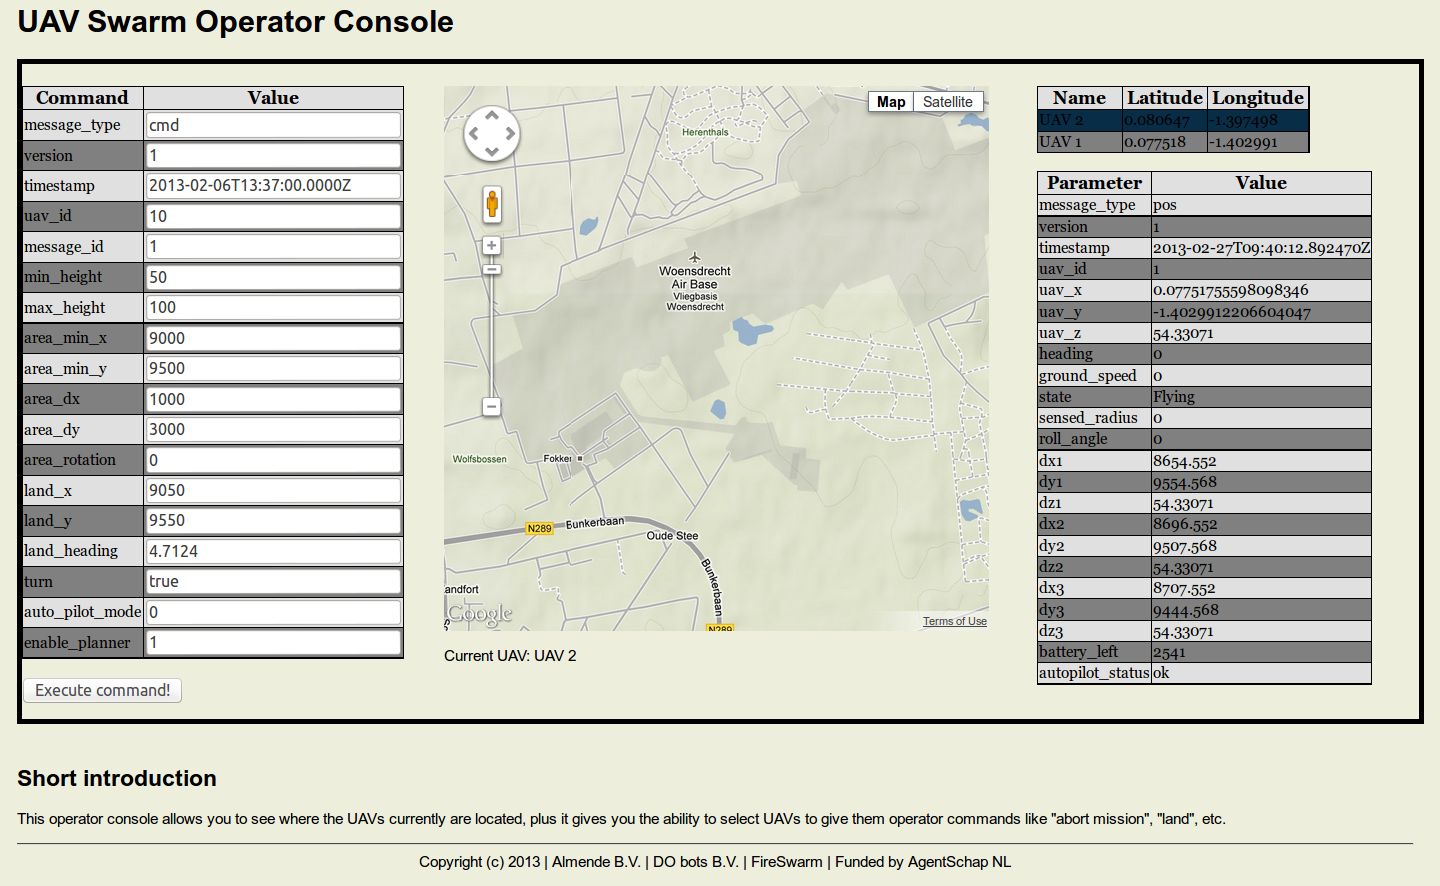 UAV Swarm Operator Console
Command Value
message_type cmd
version 1
timestamp 2013-02-06T13:37:00.0000Z
uav_id 10
message_id 1
min_height 50
max_height 100
area_min_x 9000
area_min_y 9500
area_dx 1000
area_dy 3000
area_rotation 0
land_x 9050
land_y 9550
land_heading 4.7124
turn true
auto_pilot_mode 0
enable_planner 1
Execute command!
Map Satellite
Herenthals
Woensdrecht
Air Base
Vliegbasis
Woensdrecht
Wolfsbossen
Fokker
N289
Bunkerbaan
Oude Stee
Bunkerbaan
andfort
Google
N289
Terms of Use
Current UAV: UAV 2
Name Latitude Longitude
UAV 2 0.080647 -1.397498
UAV 1 0.077518 -1.402991
Parameter Value
message_type pos
version 1
timestamp 2013-02-27T09:40:12.892470Z
uav_id 1
uav_x 0.07751755598098346
uav_y -1.4029912206604047
uav_z 54.33071
heading 0
ground_speed 0
state Flying
sensed_radius 0
roll_angle 0
dx1 8654.552
dy1 9554.568
dz1 54.33071
dx2 8696.552
dy2 9507.568
dz2 54.33071
dx3 8707.552
dy3 9444.568
dz3 54.33071
battery_left 2541
autopilot_status ok
Short introduction
This operator console allows you to see where the UAVs currently are located, plus it gives you the ability to select UAVs to give them operator commands like "abort mission", "land", etc.
Copyright (c) 2013 | Almende B.V. | DO bots B.V. | FireSwarm | Funded by AgentSchap NL